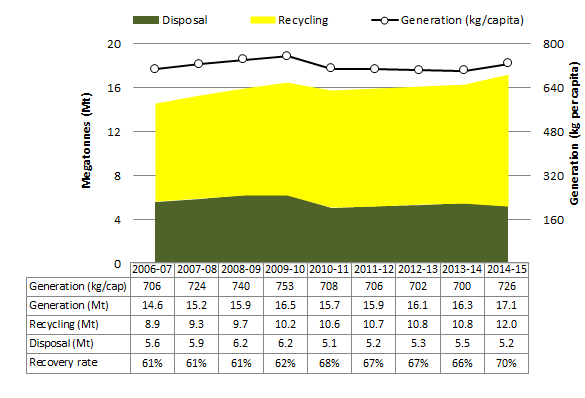 Disposal Recycling Generation (kg/capita)
20 800
16 640
12 480
8 320
4 160
0
Megatonnes (Mt)
Generation (kg per capita)
2006-07 2007-08 2008-09 2009-10 2010-11 2011-12 2012-13 2013-14 2014-15
Generation (kg/cap) 706 724 740 753 708 706 702 700 726
Generation (Mt) 14.6 15.2 15.9 16.5 15.7 15.9 16.1 16.3 17.1
Recycling (Mt) 8.9 9.3 9.7 10.2 10.6 10.7 10.8 10.8 12.0
Disposal (Mt) 5.6 5.9 6.2 6.2 5.1 5.2 5.3 5.5 5.2
Recovery rate 61% 61% 61% 62% 68% 67% 67% 66% 70%